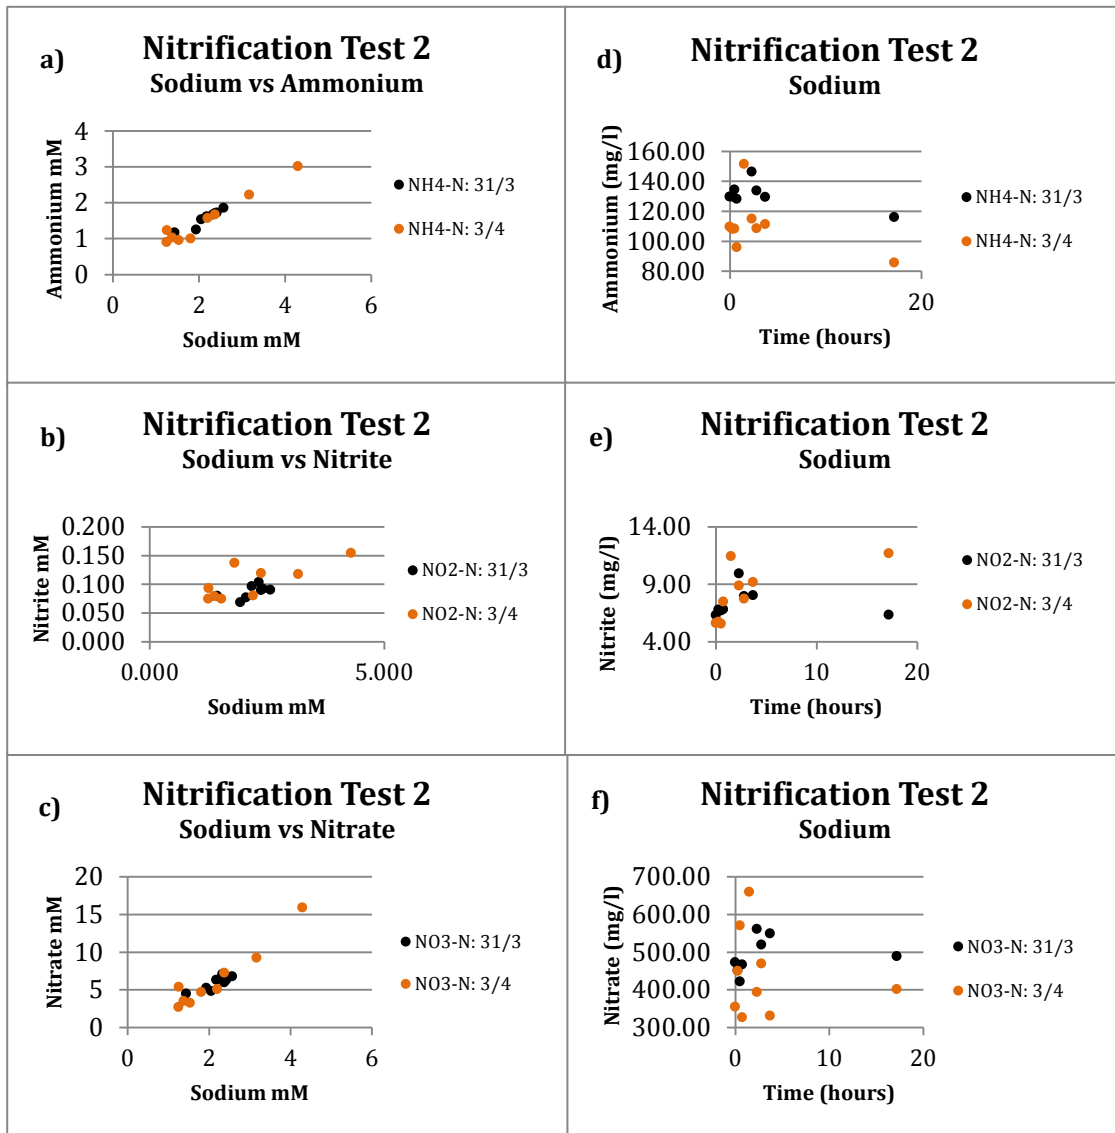 a)
Nitrification Test 2
Sodium vs Ammonium
Ammonium mM
4
3
2
1
0
0 2 4 6
Sodium mM
NH4-N: 31/3
NH4-N: 3/4
d)
Nitrification Test 2
Sodium
Ammonium (mg/l)
160.00
140.00
120.00
100.00
80.00
0 20
Time (hours)
NH4-N: 31/3
NH4-N: 3/4
b)
Nitrification Test 2
Sodium vs Nitrite
Nitrite mM
0.200
0.150
0.100
0.050
0.000
0.000 5.000
Sodium mM
NO2-N: 31/3
NO2-N: 3/4
e)
Nitrification Test 2
Sodium
Nitrite (mg/l)
14.00
9.00
4.00
0 10 20
Time (hours)
NO2-N: 31/3
NO2-N: 3/4
c)
Nitrification Test 2
Sodium vs Nitrate
Nitrate mM
20
15
10
5
0
0 2 4 6
Sodium mM
NO3-N: 31/3
NO3-N: 3/4
f)
Nitrification Test 2
Sodium
Nitrate (mg/l)
700.00
600.00
500.00
400.00
300.00
0 10 20
Time (hours)
NO3-N: 31/3
NO3-N: 3/4